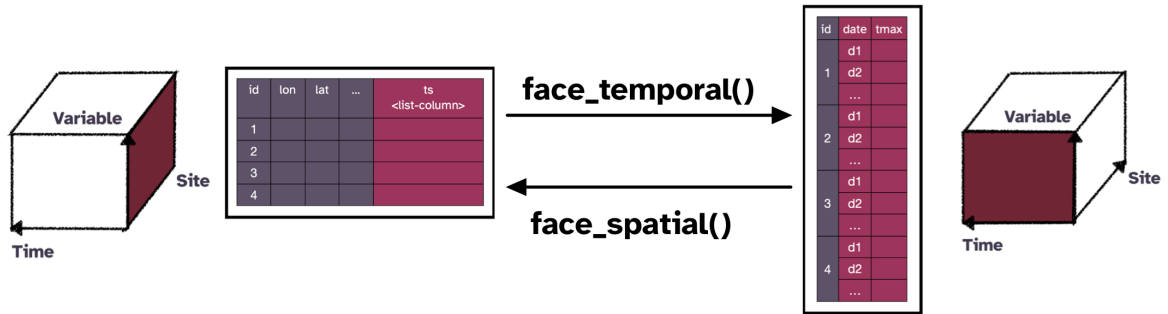 Variable
Site
Time
id lon lat ... ts
<list-column>
1
2
3
4
face_temporal()
face_spatial()
id date tmax
d1
1 d2
...
d1
2 d2
...
d1
3 d2
...
d1
4 d2
...
Variable
Site
Time